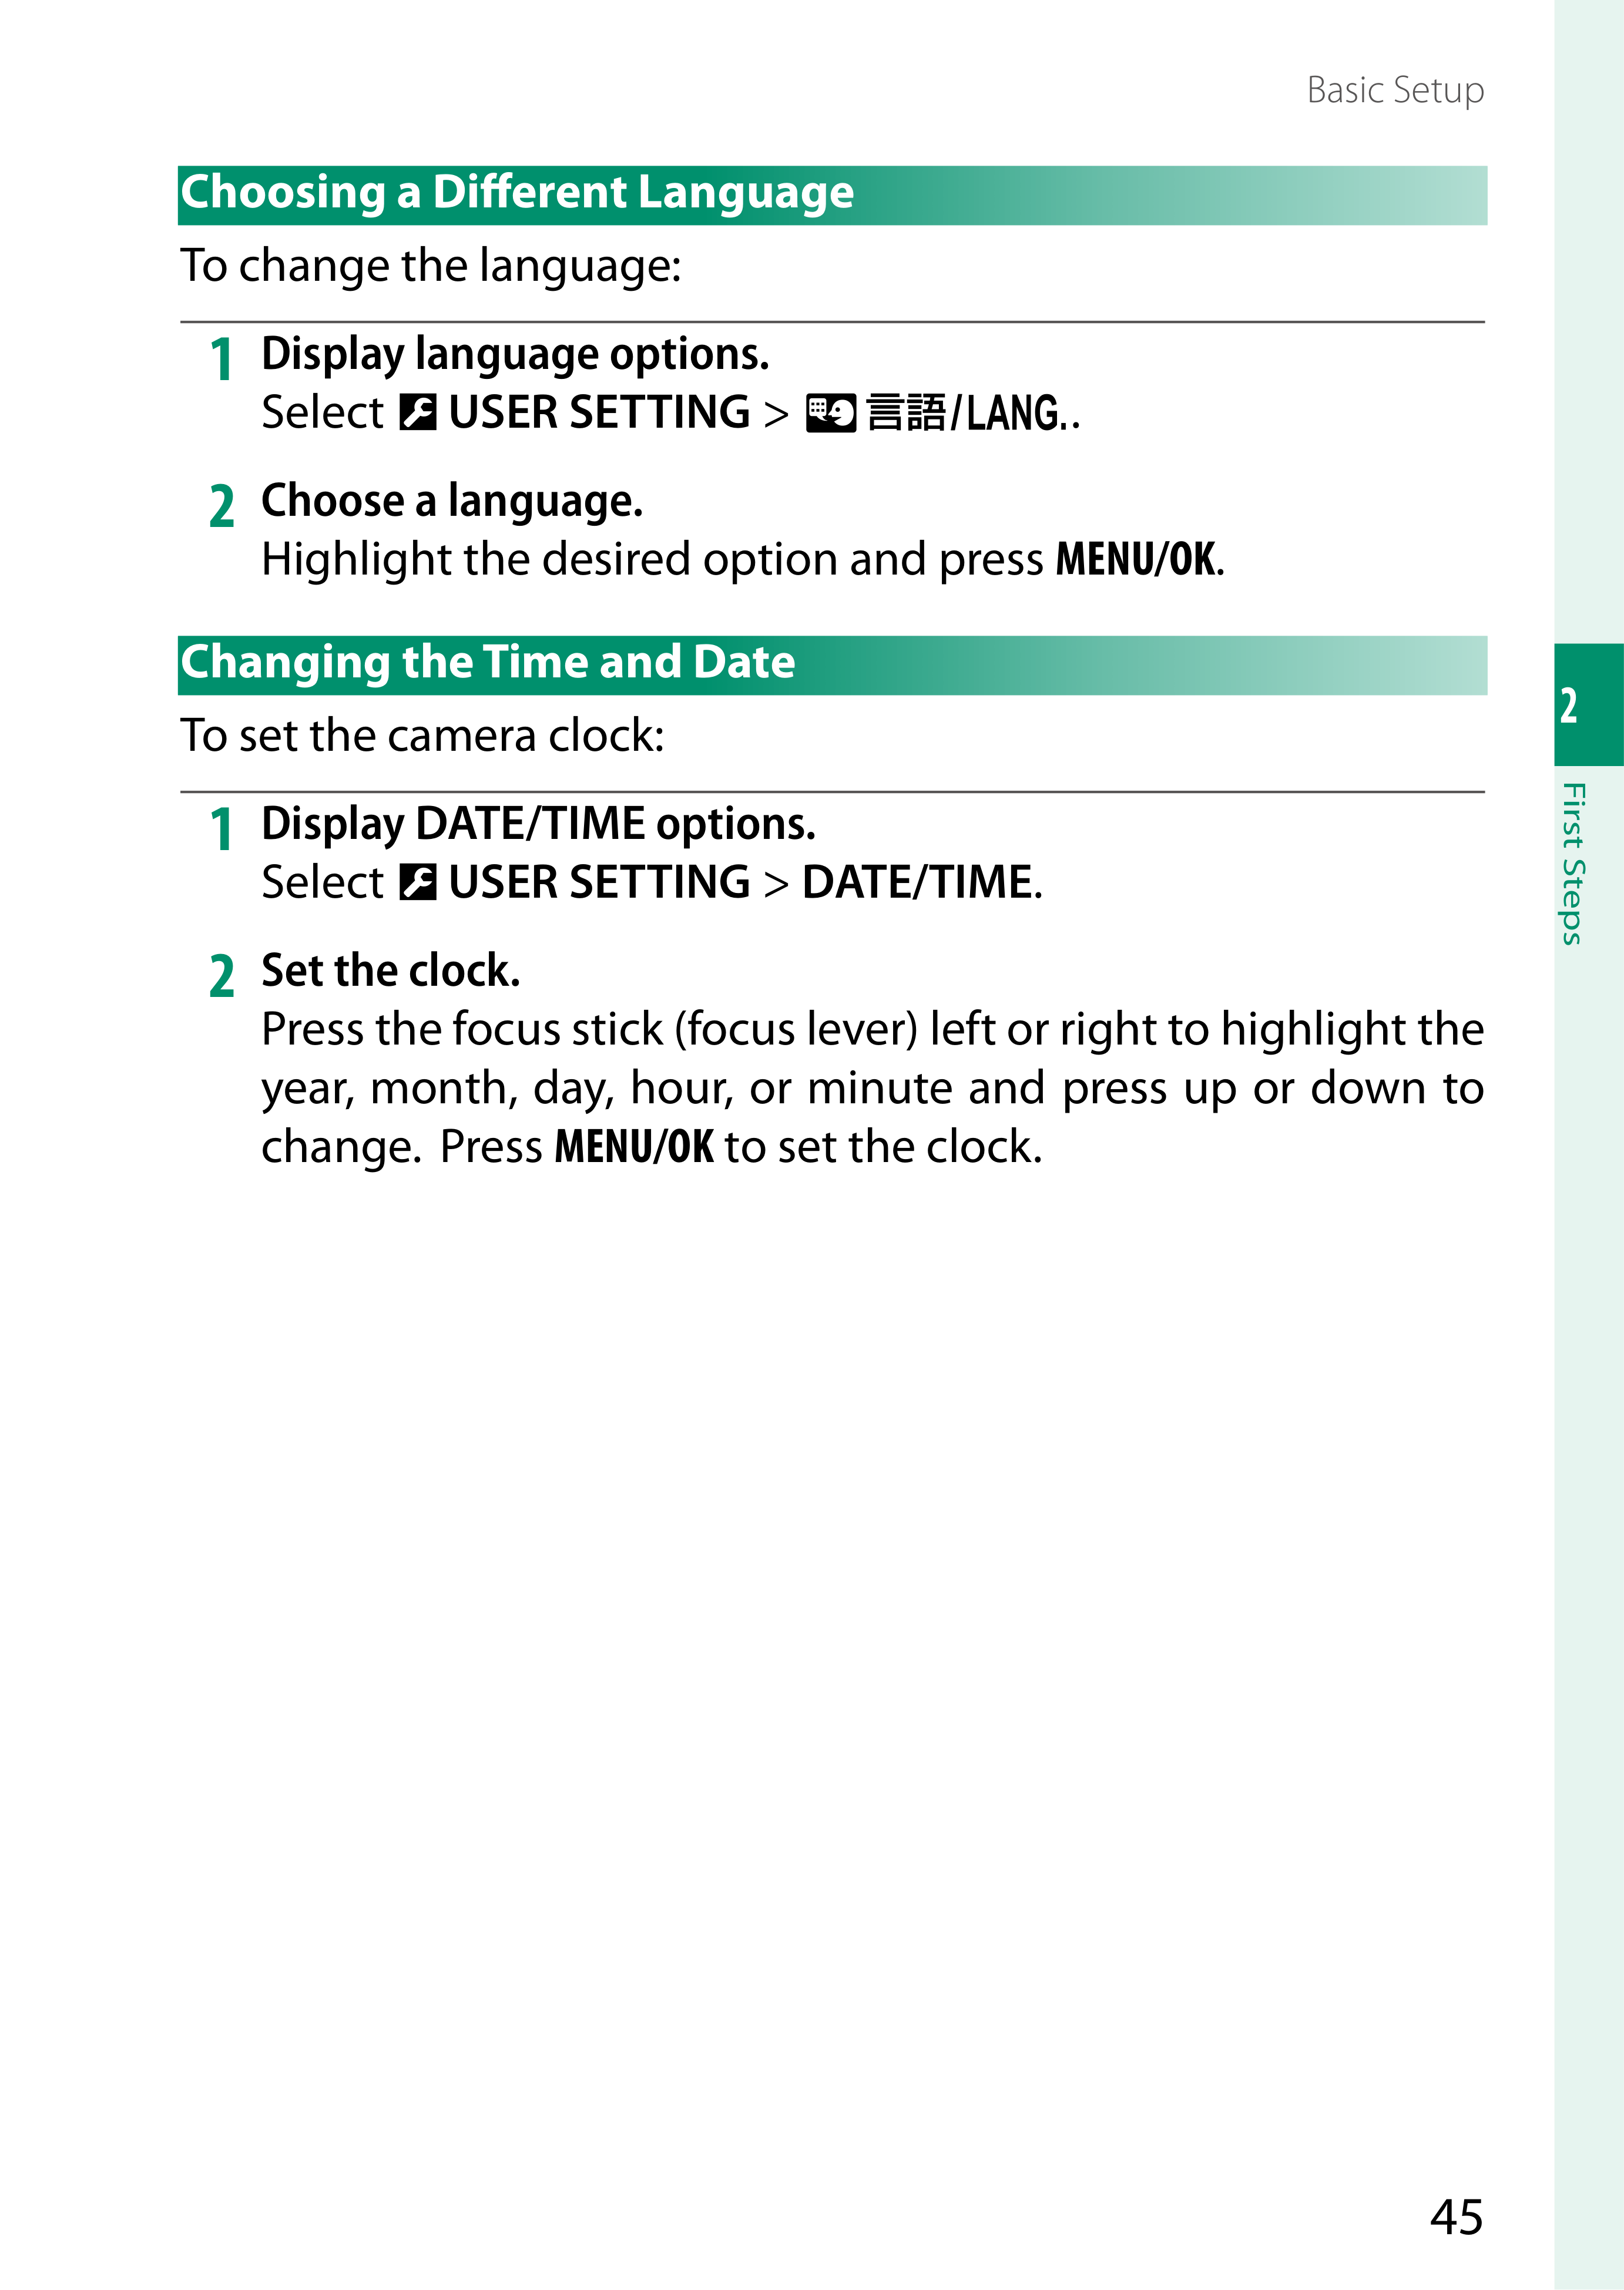 Basic Setup
Choosing a Different Language
To change the language:
1 Display language options.
Select USER SETTING > 言語/LANG..
2 Choose a language.
Highlight the desired option and press MENU/OK.
Changing the Time and Date
To set the camera clock:
1 Display DATE/TIME options.
Select USER SETTING > DATE/TIME.
2 Set the clock.
Press the focus stick (focus lever) left or right to highlight the
year, month, day, hour, or minute and press up or down to
change. Press MENU/OK to set the clock.
2
First Steps
45